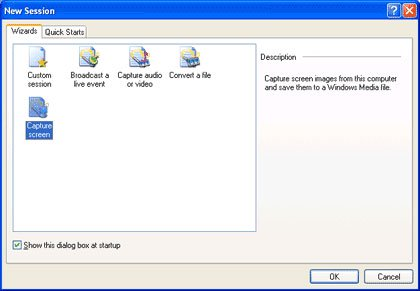 New Session
Wizards
Quick Starts
Custom
session
Broadcast a
live event
Capture audio
or video
Convert a file
Capture
screen
Description
Capture screen images from this computer
and save them to a Windows Media file.
Show this dialog box at startup
OK
Cancel